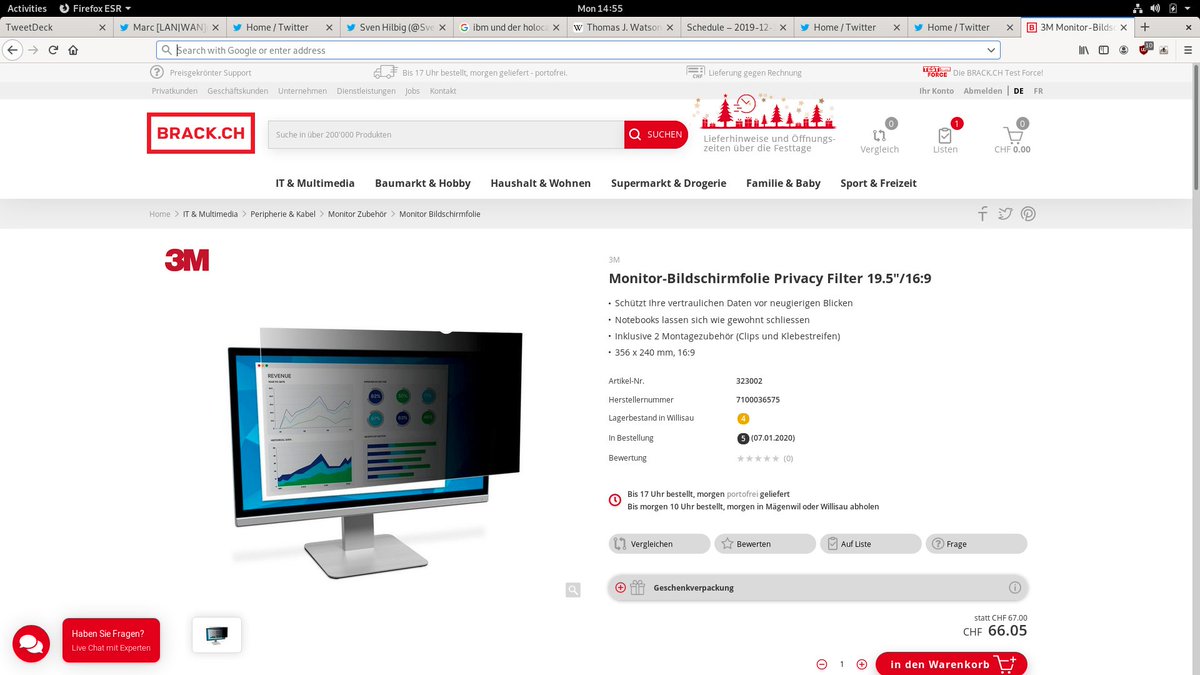 Activities Firefox ESR Mon 14:55
TweetDeck Marc [LAN|WAN] Home / Twitter Sven Hilbig (@Sve ibm und der holoca Thomas J. Watson Schedule – 2019-12- Home / Twitter Home / Twitter 3M Monitor-Bilds
Search with Google or enter address
Preisgekrönter Support Bis 17 Uhr bestellt, morgen geliefert - portofrei. Lieferung gegen Rechnung TEST FORCE Die BRACK.CH Test Force!
Privatkunden Geschäftskunden Unternehmen Dienstleistungen Jobs Kontakt Ihr Konto Abmelden DE FR
BRACK.CH
Suche in über 200'000 Produkten
SUCHEN
Lieferhinweise und Öffnungs-
zeiten über die Festtage
0
Vergleich
1
Listen
0
CHF 0.00
IT & Multimedia Baumarkt & Hobby Haushalt & Wohnen Supermarkt & Drogerie Familie & Baby Sport & Freizeit
Home > IT & Multimedia > Peripherie & Kabel > Monitor Zubehör > Monitor Bildschirmfolie
3M
REVENUE
3M
Monitor-Bildschirmfolie Privacy Filter 19.5"/16:9
• Schützt Ihre vertraulichen Daten vor neugierigen Blicken
• Notebooks lassen sich wie gewohnt schliessen
• Inklusive 2 Montagezubehör (Clips und Klebestreifen)
• 356 x 240 mm, 16:9
Artikel-Nr. 323002
Herstellernummer 7100036575
Lagerbestand in Willisau 4
In Bestellung 5 (07.01.2020)
Bewertung (0)
Bis 17 Uhr bestellt, morgen portofrei geliefert
Bis morgen 10 Uhr bestellt, morgen in Mägenwil oder Willisau abholen
Vergleichen Bewerten Auf Liste Frage
Geschenkverpackung
statt CHF 67.00
CHF 66.05
1 in den Warenkorb
Haben Sie Fragen?
Live Chat mit Experten